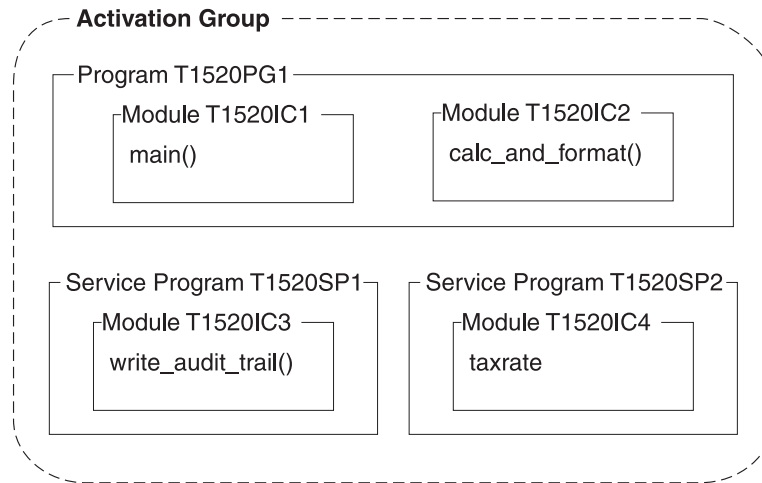 Activation Group
Program T1520PG1
Module T1520IC1
Module T1520IC2
main()
calc_and_format()
Service Program T1520SP1
Service Program T1520SP2
Module T1520IC3
Module T1520IC4
write_audit_trail()
taxrate